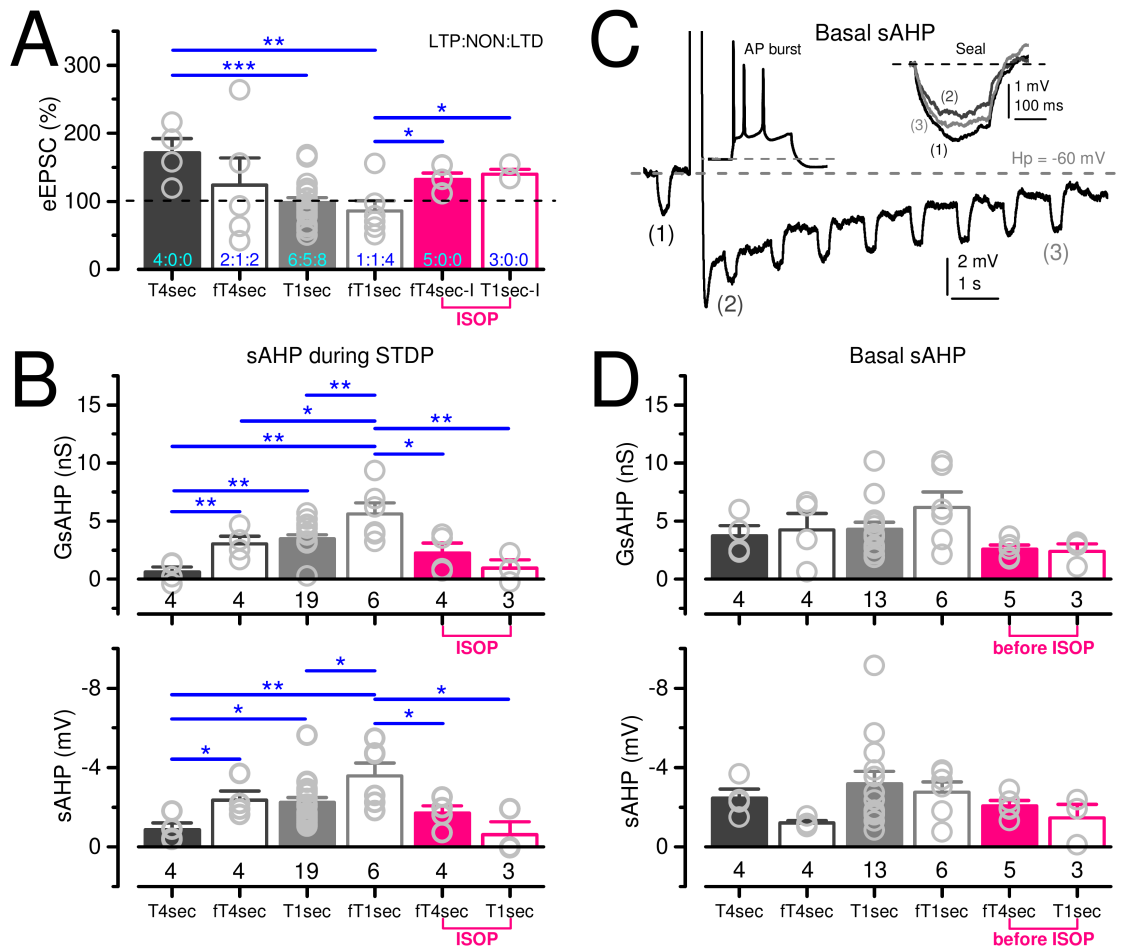 A
LTP:NON:LTD
**
***
*
*
300
200
100
0
eEPSC (%)
4:0:0 2:1:2 6:5:8 1:1:4 5:0:0 3:0:0
T4sec fT4sec T1sec fT1sec fT4sec-I T1sec-I
ISOP
C
Basal sAHP
AP burst
Seal
(2)
(3)
(1)
1 mV
100 ms
Hp = -60 mV
(1)
(2)
(3)
2 mV
1 s
B
sAHP during STDP
**
*
**
**
*
**
**
15
10
5
0
GsAHP (nS)
4 4 19 6 4 3
ISOP
*
**
*
*
*
*
-8
-4
0
sAHP (mV)
4 4 19 6 4 3
T4sec fT4sec T1sec fT1sec fT4sec T1sec
ISOP
D
Basal sAHP
15
10
5
0
GsAHP (nS)
4 4 13 6 5 3
before ISOP
-8
-4
0
sAHP (mV)
4 4 13 6 5 3
T4sec fT4sec T1sec fT1sec fT4sec T1sec
before ISOP